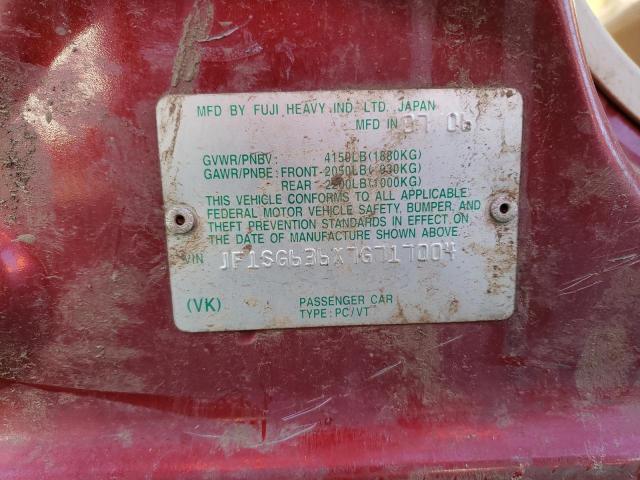 MFD BY FUJI HEAVY IND. LTD. JAPAN
MFD IN 07 06
GVWR/PNBV: 4150LB(1880KG)
GAWR/PNBE: FRONT-2050LB( 930KG)
REAR -2200LB(1000KG)
THIS VEHICLE CONFORMS TO ALL APPLICABLE
FEDERAL MOTOR VEHICLE SAFETY, BUMPER, AND
THEFT PREVENTION STANDARDS IN EFFECT ON
THE DATE OF MANUFACTURE SHOWN ABOVE.
VIN JF1SG636X7G717004
(VK) PASSENGER CAR
TYPE:PC/VT